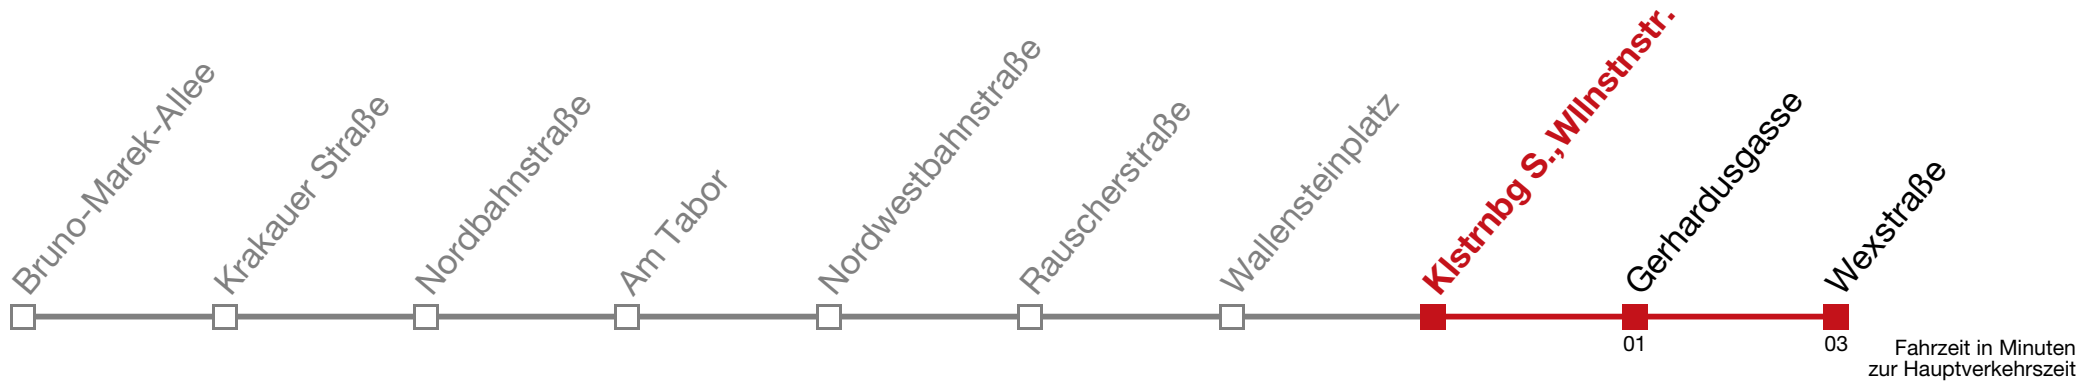 Bruno-Marek-Allee
Krakauer Straße
Nordbahnstraße
Am Tabor
Nordwestbahnstraße
Rauscherstraße
Wallensteinplatz
Klstrnbg S.,Wllnstnstr.
Gerhardusgasse
Wexstraße
01
03
Fahrzeit in Minuten
zur Hauptverkehrszeit